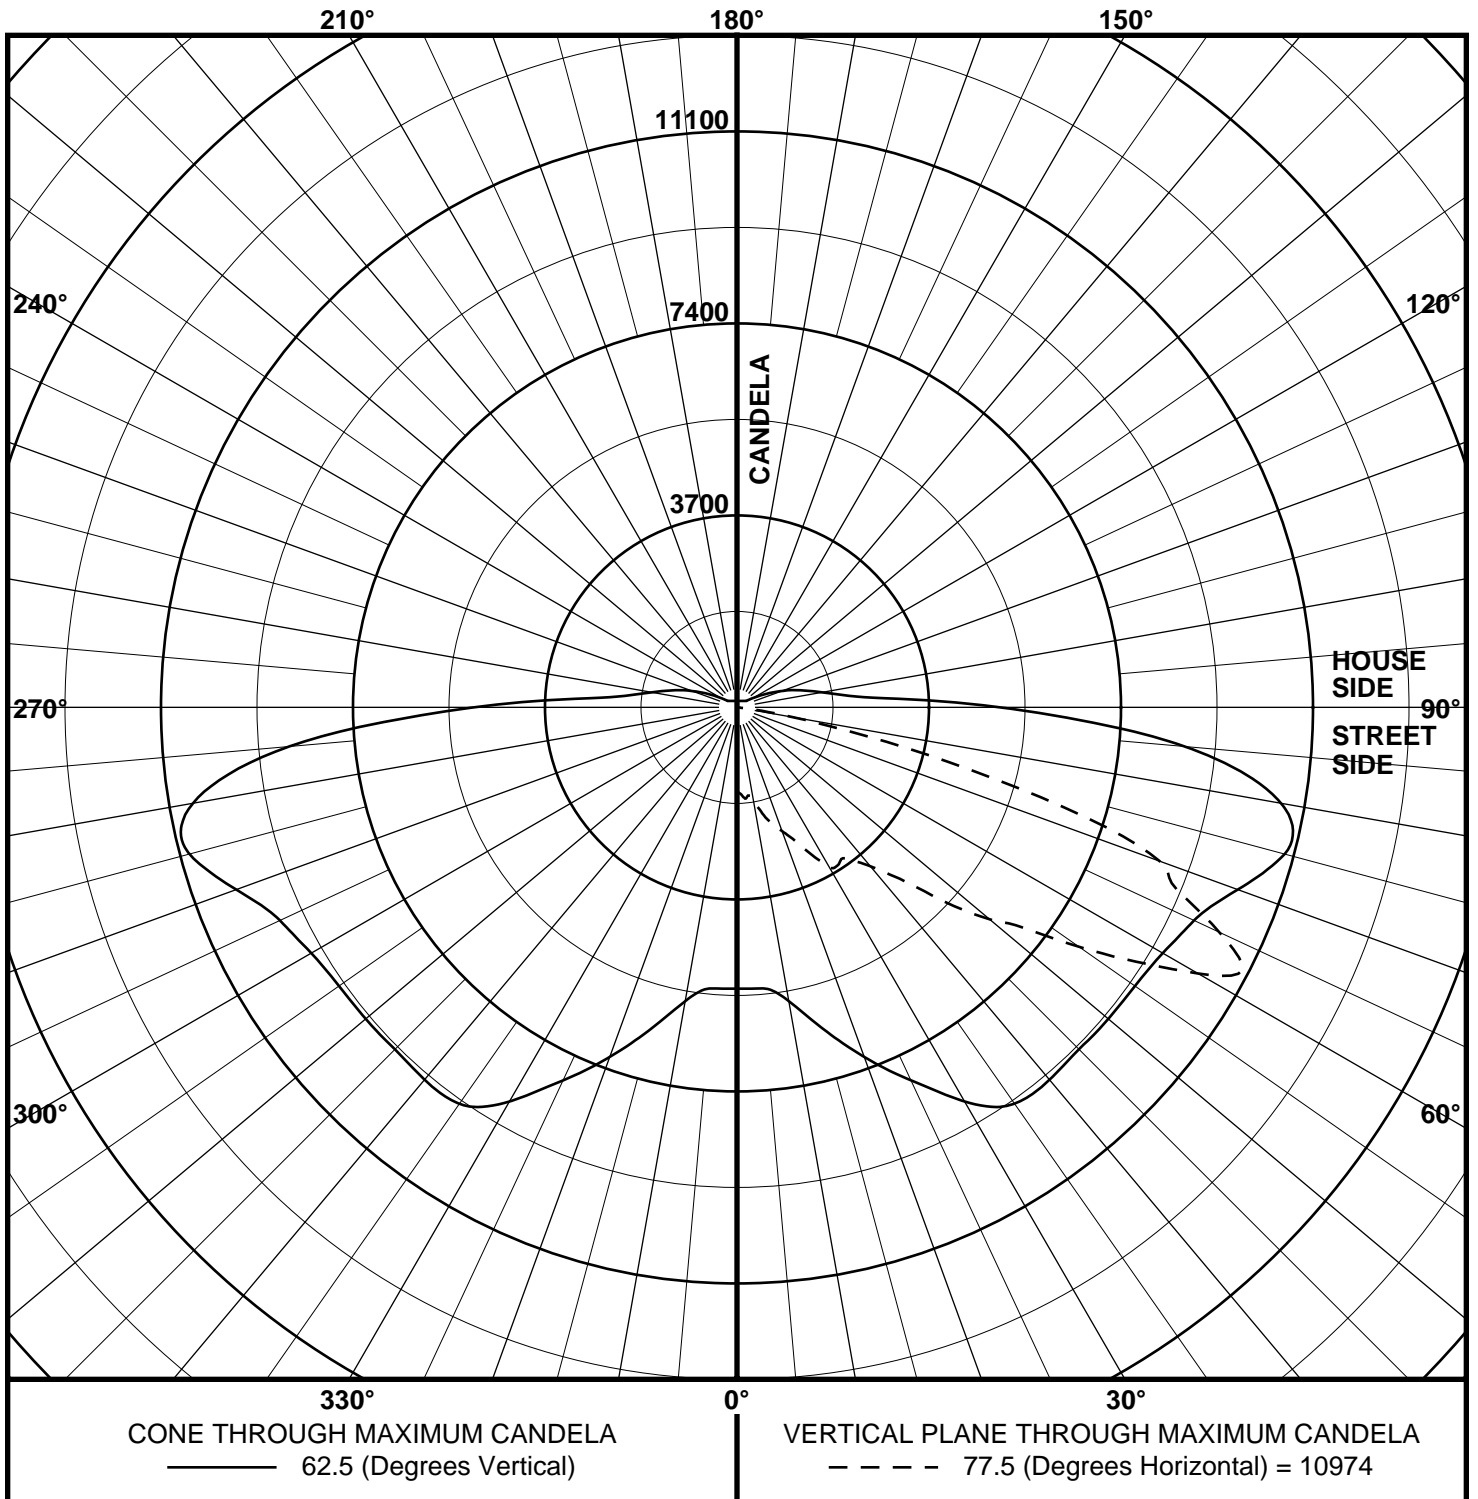 210°
180°
150°
11100
240°
120°
7400
CANDELA
3700
HOUSE
SIDE
270°
90°
STREET
SIDE
300°
60°
330°
0°
30°
CONE THROUGH MAXIMUM CANDELA
62.5 (Degrees Vertical)
VERTICAL PLANE THROUGH MAXIMUM CANDELA
77.5 (Degrees Horizontal) = 10974